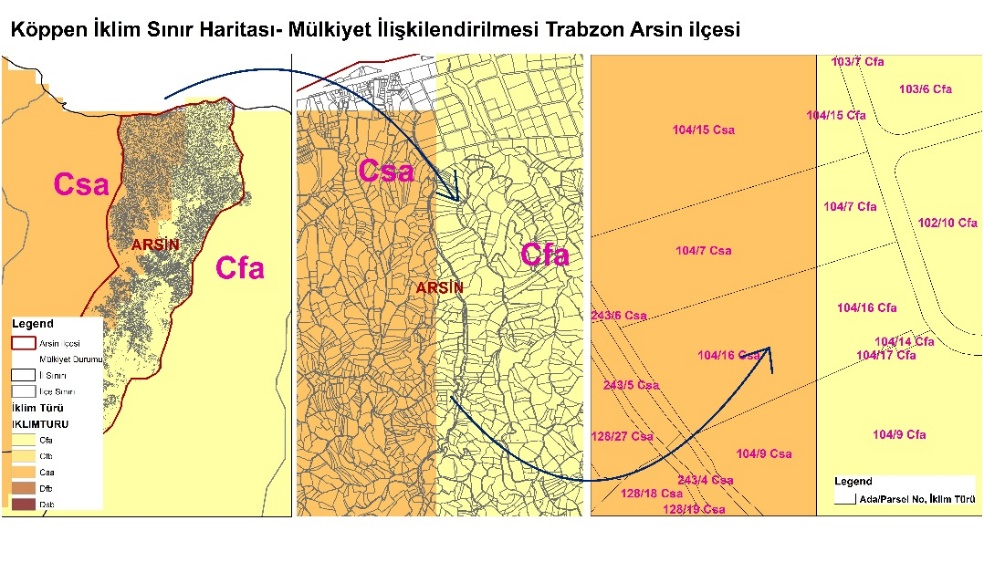 Köppen İklim Sınır Haritası- Mülkiyet İlişkilendirilmesi Trabzon Arsin ilçesi
Csa
ARSİN
Cfa
Legend
Arsin İlçesi
Mülkiyet Durumu
İl Sınırı
İlçe Sınırı
İklim Türü
IKLIMTURU
Cfa
Cfb
Csa
Dfb
Dsb
Csa
Cfa
ARSİN
103/7 Cfa
103/6 Cfa
104/15 Cfa
104/15 Csa
104/7 Cfa
102/10 Cfa
104/7 Csa
104/16 Cfa
243/6 Csa
104/14 Cfa
104/16 Csa
104/17 Cfa
243/5 Csa
128/27 Csa
104/9 Cfa
104/9 Csa
243/4 Csa
128/18 Csa
128/19 Csa
Legend
Ada/Parsel No, İklim Türü